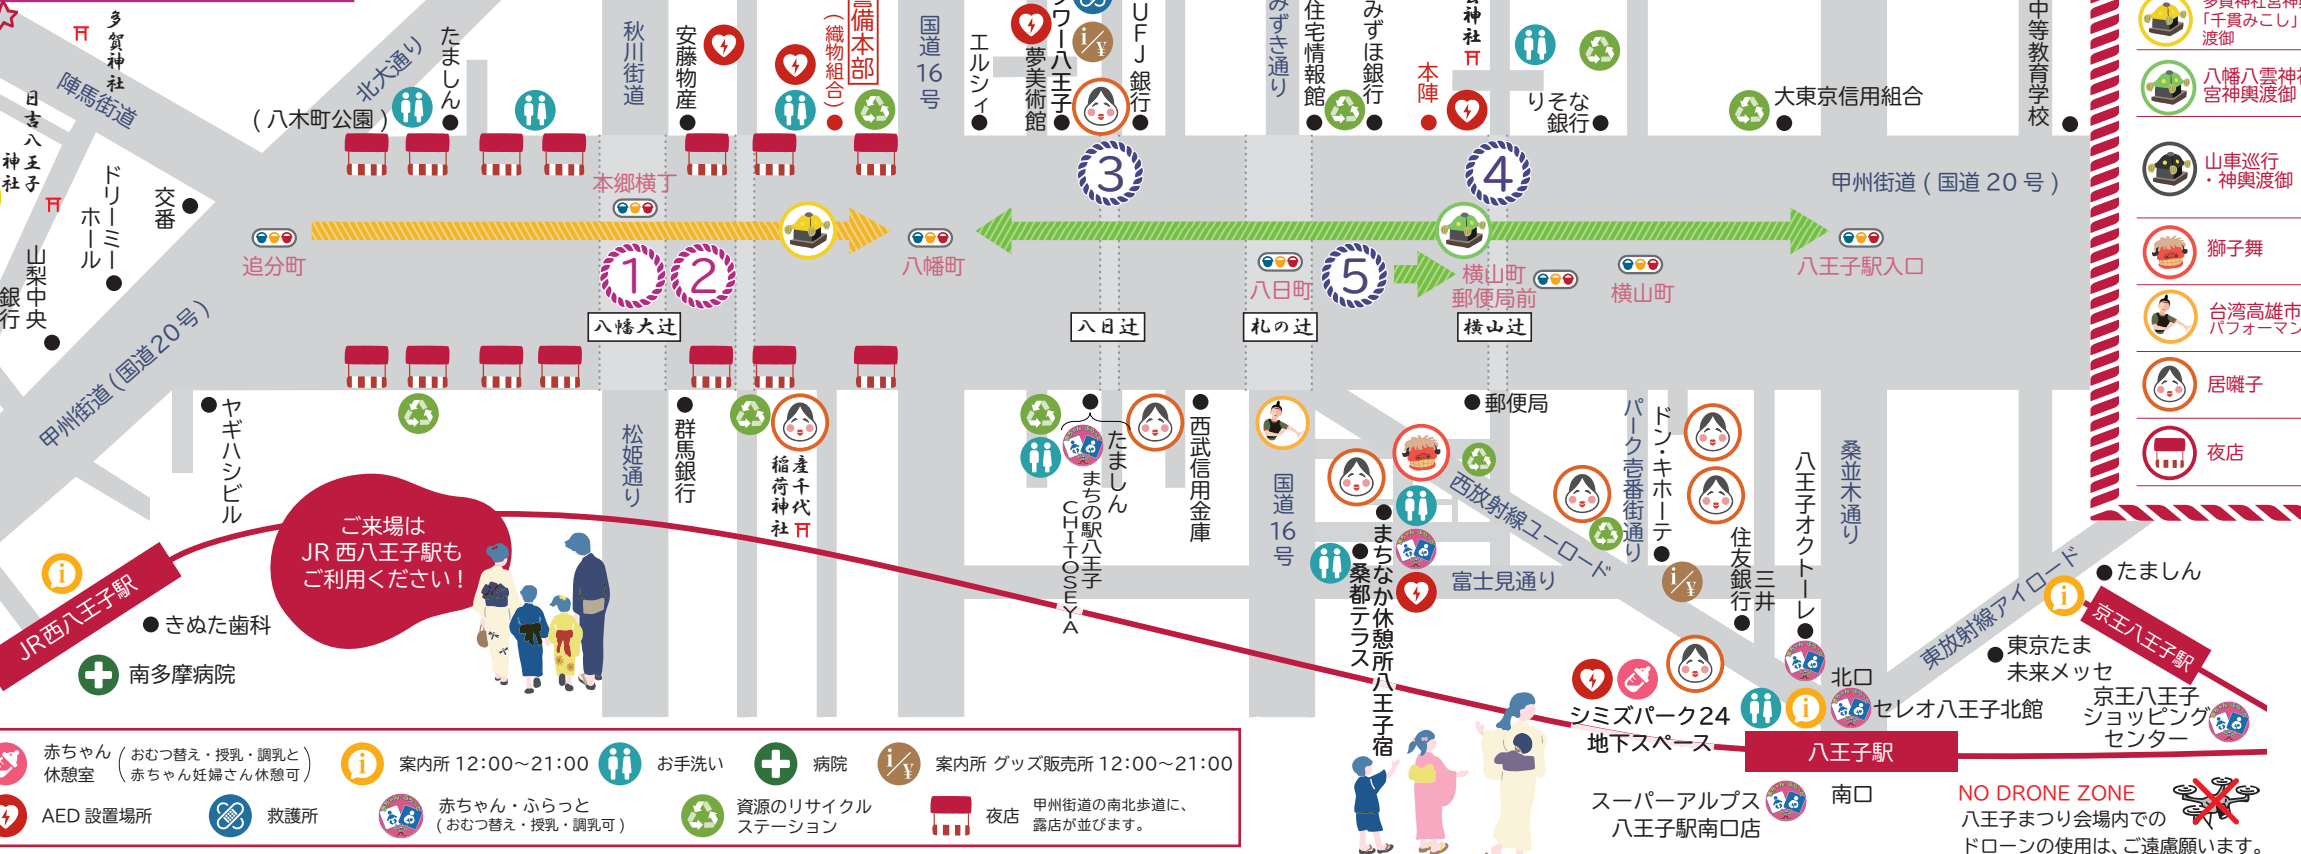 多賀神社
陣馬街道
日吉八王子
神社
北大通り
たましん
(八木町公園)
秋川街道
安藤物産
警備本部
(織物組合)
国道16号
エルシィ
夢美術館
タワー八王子
UFJ銀行
みずき通り
住宅情報館
みずほ銀行
本陣
神社
りそな
銀行
大東京信用組合
中等教育学校
甲州街道(国道20号)
ドリーミー
ホール
交番
山梨中央
銀行
甲州街道(国道20号)
追分町
本郷横丁
1
2
八幡町
3
4
5
八日町
横山町
郵便局前
横山町
八王子駅入口
八幡大辻
八日辻
札の辻
横山辻
ヤギハシビル
松姫通り
群馬銀行
産千代
稲荷神社
たましん
まちの駅八王子
CHITOSEYA
西武信用金庫
国道16号
郵便局
西放射線ユーロード
パーク壱番街通り
ドン・キホーテ
八王子オクトーレ
桑並木通り
まちなか休憩所八王子宿
桑都テラス
富士見通り
三井
住友銀行
東放射線アイロード
たましん
京王八王子駅
東京たま
未来メッセ
京王八王子
ショッピング
センター
ご来場は
JR西八王子駅も
ご利用ください!
JR西八王子駅
きぬた歯科
南多摩病院
シミズパーク24
地下スペース
北口
セレオ八王子北館
八王子駅
南口
スーパーアルプス
八王子駅南口店
NO DRONE ZONE
八王子まつり会場内での
ドローンの使用は、ご遠慮願います。
多賀神社宮神輿
「千貫みこし」
渡御
八幡八雲神社
宮神輿渡御
山車巡行
・神輿渡御
獅子舞
台湾高雄市
パフォーマン
居囃子
夜店
赤ちゃん
休憩室
(おむつ替え・授乳・調乳と
赤ちゃん妊婦さん休憩可)
案内所 12:00〜21:00
お手洗い
病院
案内所 グッズ販売所 12:00〜21:00
AED 設置場所
救護所
赤ちゃん・ふらっと
(おむつ替え・授乳・調乳可)
資源のリサイクル
ステーション
夜店
甲州街道の南北歩道に、
露店が並びます。